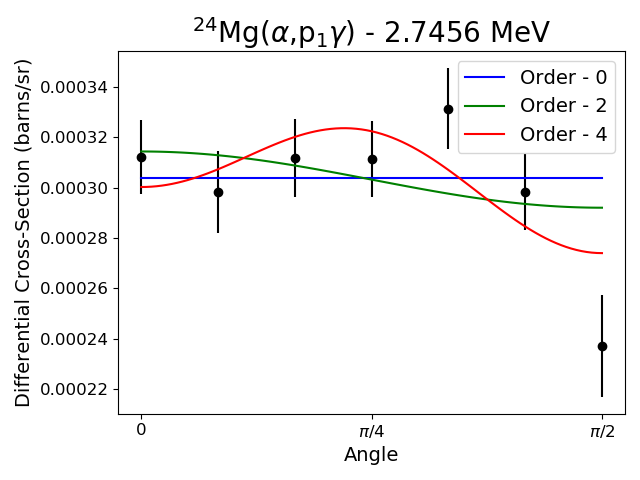 ²⁴Mg(α,p₁γ) - 2.7456 MeV
Differential Cross-Section (barns/sr)
0.00034
0.00032
0.00030
0.00028
0.00026
0.00024
0.00022
Order - 0
Order - 2
Order - 4
0 π/4 π/2
Angle